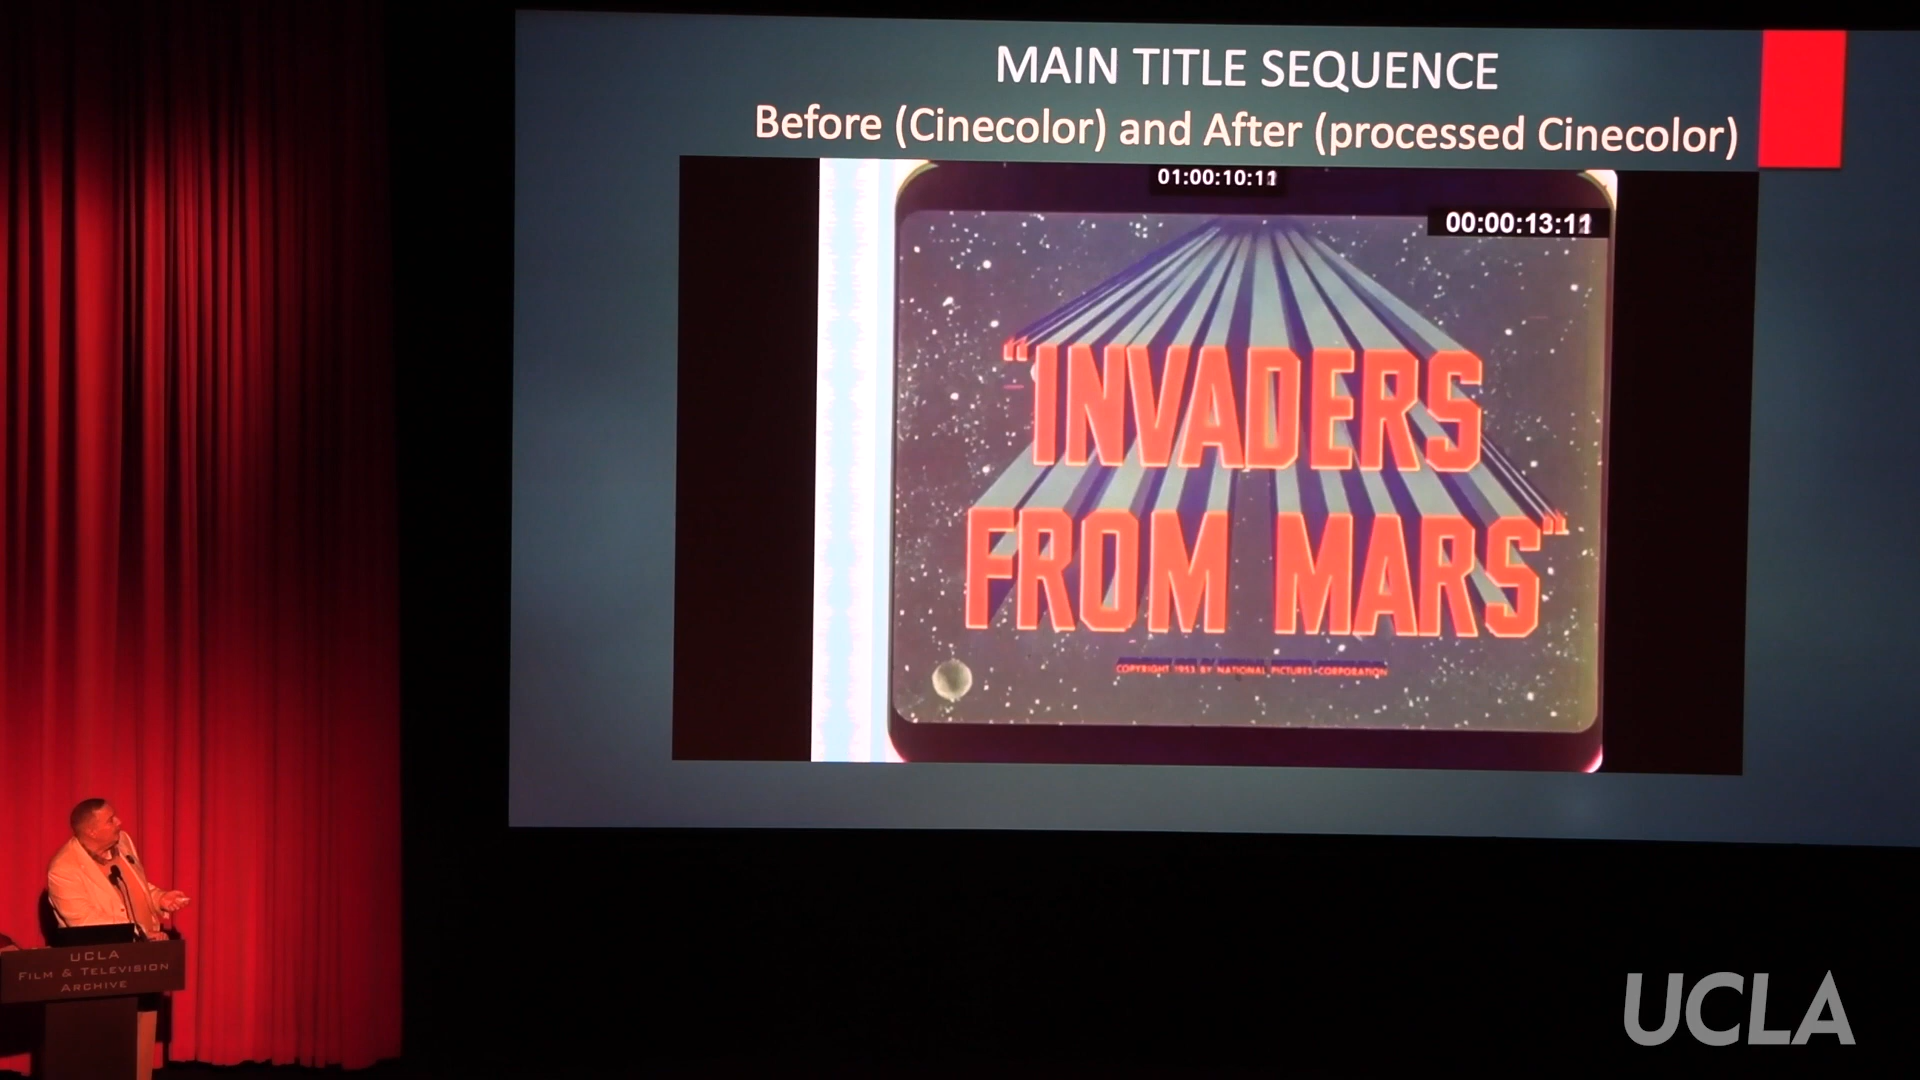 MAIN TITLE SEQUENCE
Before (Cinecolor) and After (processed Cinecolor)
01:00:10:11
00:00:13:11
"INVADERS
FROM MARS"
COPYRIGHT 1953 BY NATIONAL PICTURES CORPORATION
UCLA
FILM & TELEVISION
ARCHIVE
UCLA